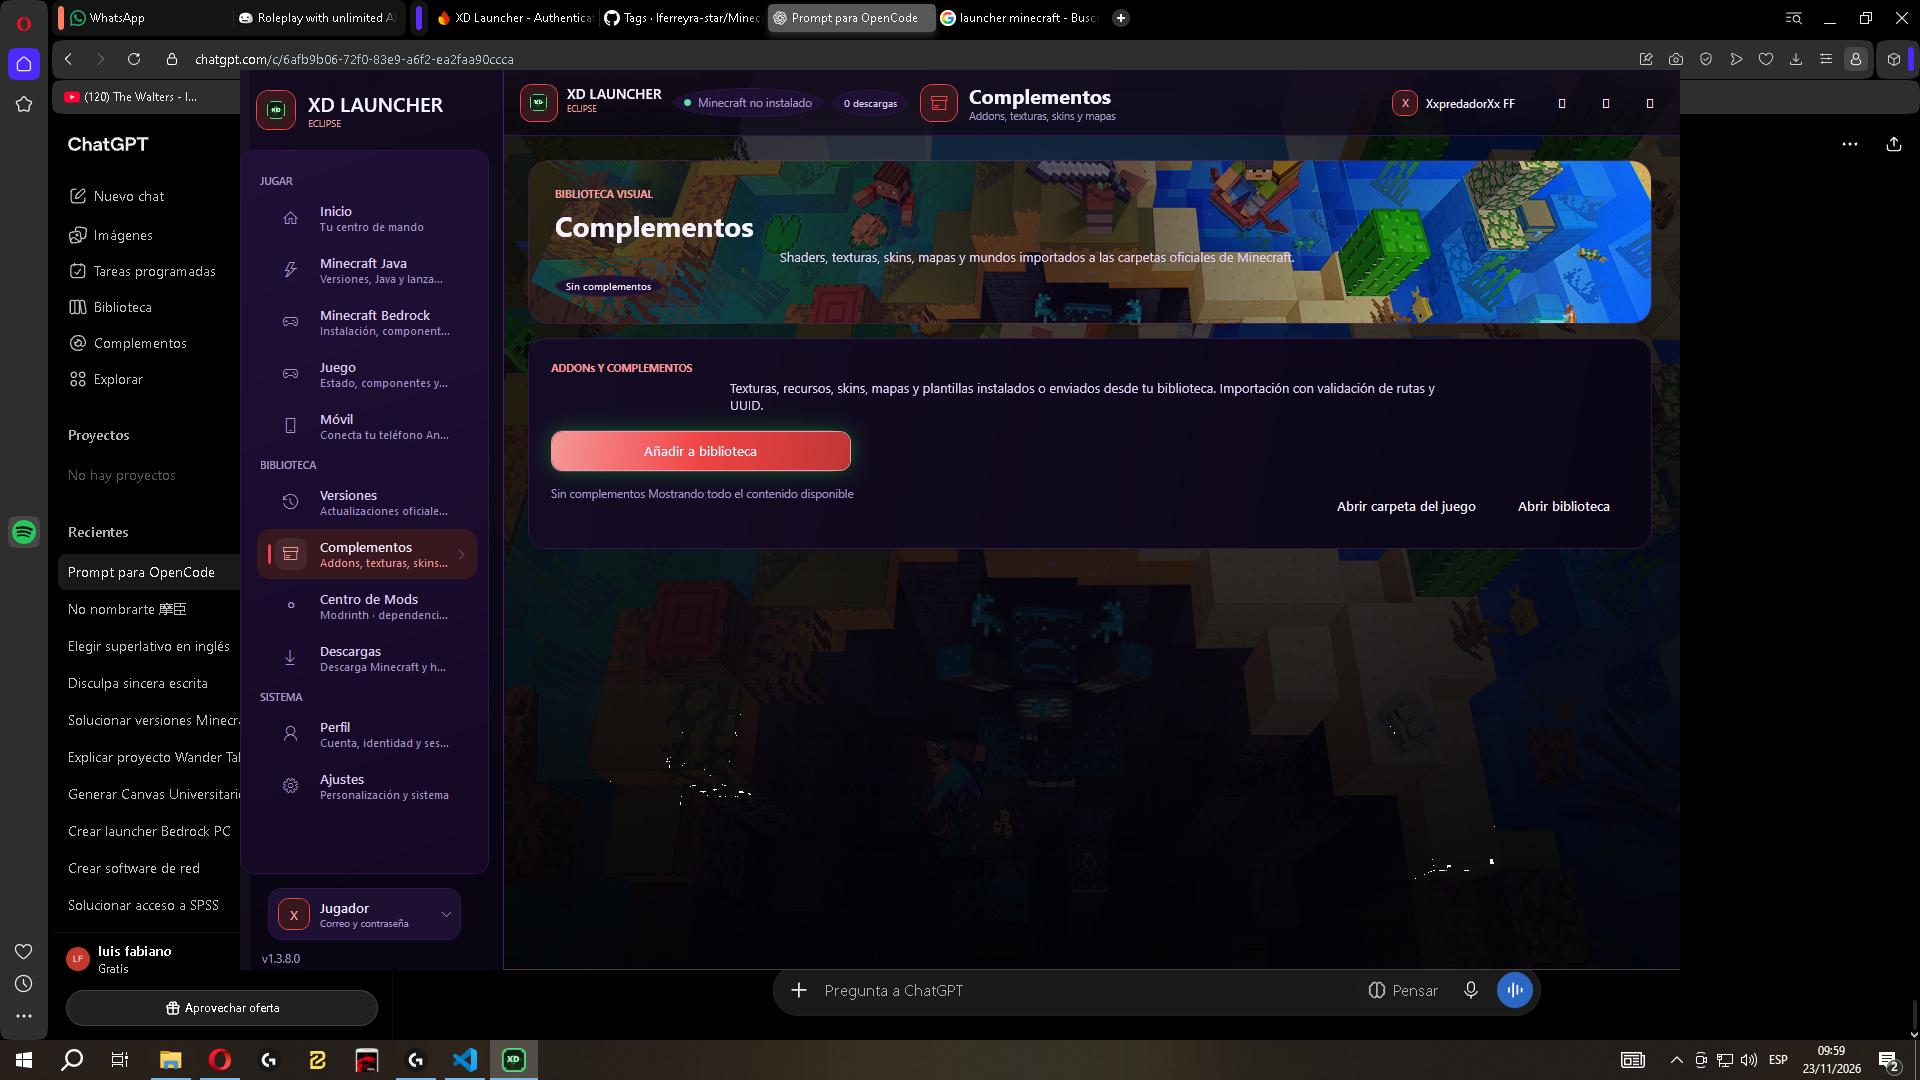 WhatsApp
Roleplay with unlimited AI
XD Launcher - Authenticat
Tags · lferreyra-star/Minec
Prompt para OpenCode
launcher minecraft - Busc
chatgpt.com/c/6afb9b06-72f0-83e9-a6f2-ea2faa90ccca
(120) The Walters - I...
ChatGPT
Nuevo chat
Imágenes
Tareas programadas
Biblioteca
Complementos
Explorar
Proyectos
No hay proyectos
Recientes
Prompt para OpenCode
No nombrarte 摩臣
Elegir superlativo en inglés
Disculpa sincera escrita
Solucionar versiones Minecra
Explicar proyecto Wander Tal
Generar Canvas Universitari
Crear launcher Bedrock PC
Crear software de red
Solucionar acceso a SPSS
LF
luis fabiano
Gratis
Aprovechar oferta
XD
XD LAUNCHER
ECLIPSE
JUGAR
Inicio
Tu centro de mando
Minecraft Java
Versiones, Java y lanza...
Minecraft Bedrock
Instalación, component...
Juego
Estado, componentes y...
Móvil
Conecta tu teléfono An...
BIBLIOTECA
Versiones
Actualizaciones oficiale...
Complementos
Addons, texturas, skins...
Centro de Mods
Modrinth · dependenci...
Descargas
Descarga Minecraft y h...
SISTEMA
Perfil
Cuenta, identidad y ses...
Ajustes
Personalización y sistema
X
Jugador
Correo y contraseña
v1.3.8.0
XD
XD LAUNCHER
ECLIPSE
Minecraft no instalado
0 descargas
Complementos
Addons, texturas, skins y mapas
X
XxpredadorXx FF
BIBLIOTECA VISUAL
Complementos
Shaders, texturas, skins, mapas y mundos importados a las carpetas oficiales de Minecraft.
Sin complementos
ADDONs Y COMPLEMENTOS
Texturas, recursos, skins, mapas y plantillas instalados o enviados desde tu biblioteca. Importación con validación de rutas y
UUID.
Añadir a biblioteca
Sin complementos Mostrando todo el contenido disponible
Abrir carpeta del juego
Abrir biblioteca
Pregunta a ChatGPT
Pensar
XD
ESP
09:59
23/11/2026
2